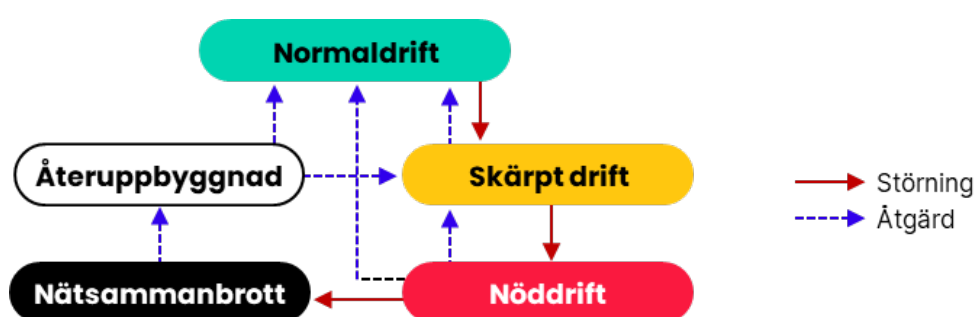 Normaldrift
Återuppbyggnad
Skärpt drift
Störning
Åtgärd
Nätsammanbrott
Nöddrift